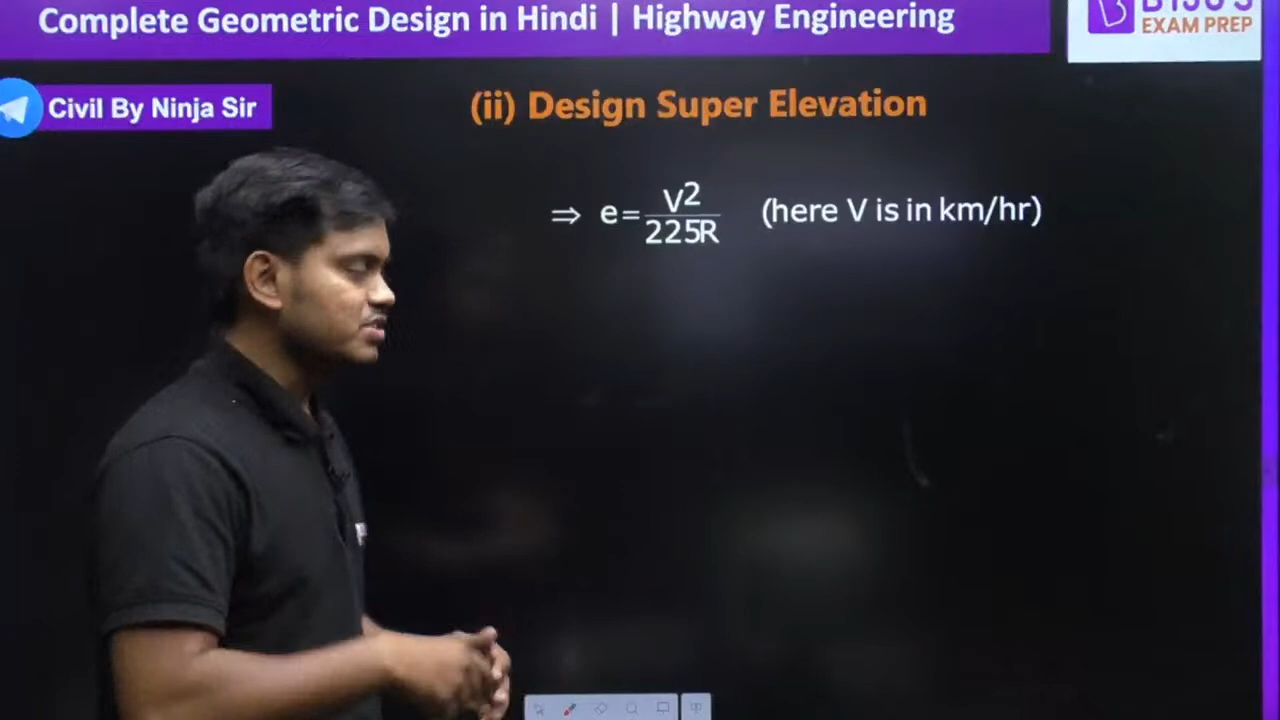 Complete Geometric Design in Hindi | Highway Engineering
EXAM PREP
Civil By Ninja Sir
(ii) Design Super Elevation
⇒ e = V²/225R (here V is in km/hr)